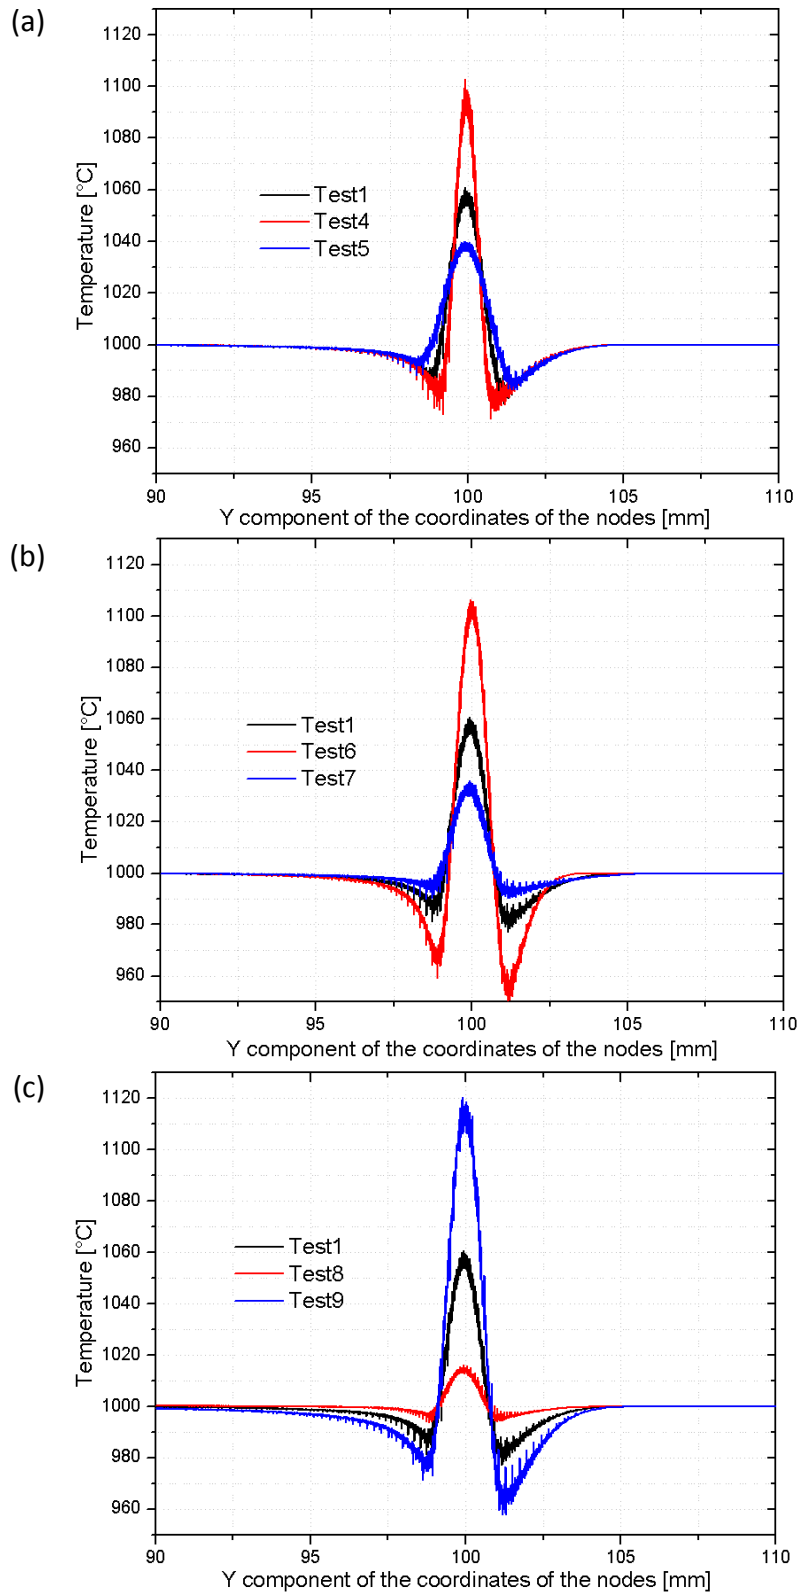 (a)
1120
1100
1080
1060
1040
1020
1000
980
960
Temperature [°C]
Test1
Test4
Test5
90
95
100
105
110
Y component of the coordinates of the nodes [mm]
(b)
1120
1100
1080
1060
1040
1020
1000
980
960
Temperature [°C]
Test1
Test6
Test7
90
95
100
105
110
Y component of the coordinates of the nodes [mm]
(c)
1120
1100
1080
1060
1040
1020
1000
980
960
Temperature [°C]
Test1
Test8
Test9
90
95
100
105
110
Y component of the coordinates of the nodes [mm]